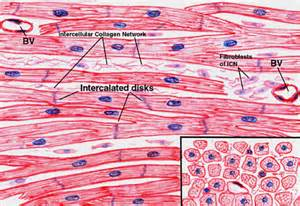 Intercellular Collagen Network
BV
Fibroblasts
of ICN
BV
Intercalated disks